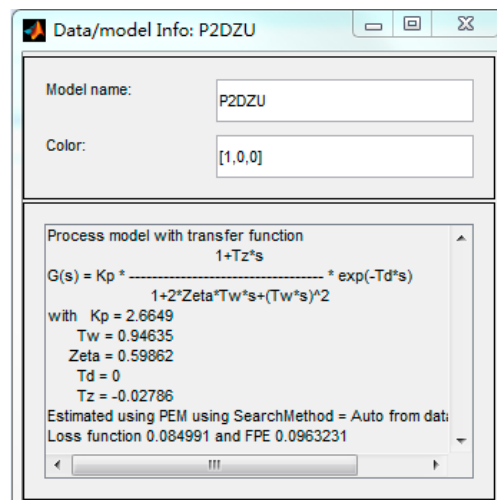 Data/model Info: P2DZU
Model name:
P2DZU
Color:
[1,0,0]
Process model with transfer function
1+Tz*s
G(s) = Kp * ---------------------------------- * exp(-Td*s)
1+2*Zeta*Tw*s+(Tw*s)^2
with Kp = 2.6649
Tw = 0.94635
Zeta = 0.59862
Td = 0
Tz = -0.02786
Estimated using PEM using SearchMethod = Auto from data
Loss function 0.084991 and FPE 0.0963231